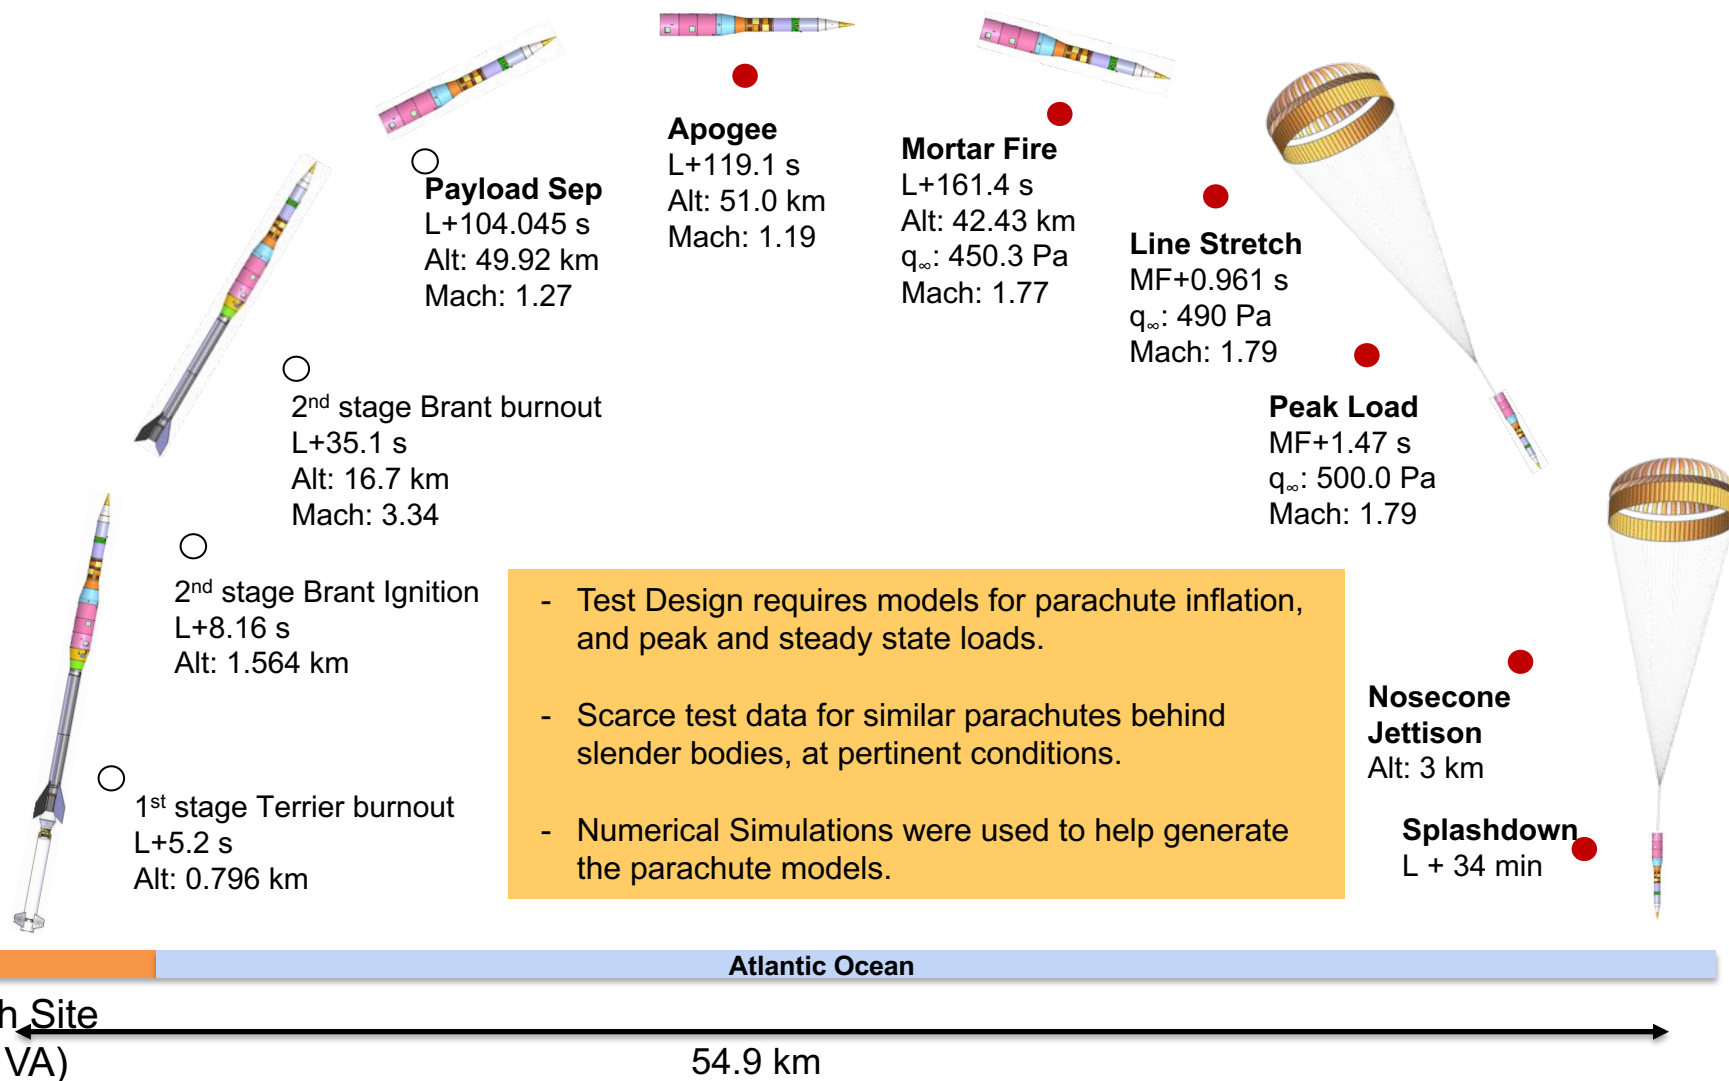 Payload Sep
L+104.045 s
Alt: 49.92 km
Mach: 1.27
Apogee
L+119.1 s
Alt: 51.0 km
Mach: 1.19
Mortar Fire
L+161.4 s
Alt: 42.43 km
q∞: 450.3 Pa
Mach: 1.77
Line Stretch
MF+0.961 s
q∞: 490 Pa
Mach: 1.79
Peak Load
MF+1.47 s
q∞: 500.0 Pa
Mach: 1.79
2nd stage Brant burnout
L+35.1 s
Alt: 16.7 km
Mach: 3.34
2nd stage Brant Ignition
L+8.16 s
Alt: 1.564 km
1st stage Terrier burnout
L+5.2 s
Alt: 0.796 km
- Test Design requires models for parachute inflation,
and peak and steady state loads.
- Scarce test data for similar parachutes behind
slender bodies, at pertinent conditions.
- Numerical Simulations were used to help generate
the parachute models.
Nosecone
Jettison
Alt: 3 km
Splashdown
L + 34 min
Atlantic Ocean
h Site
VA)
54.9 km